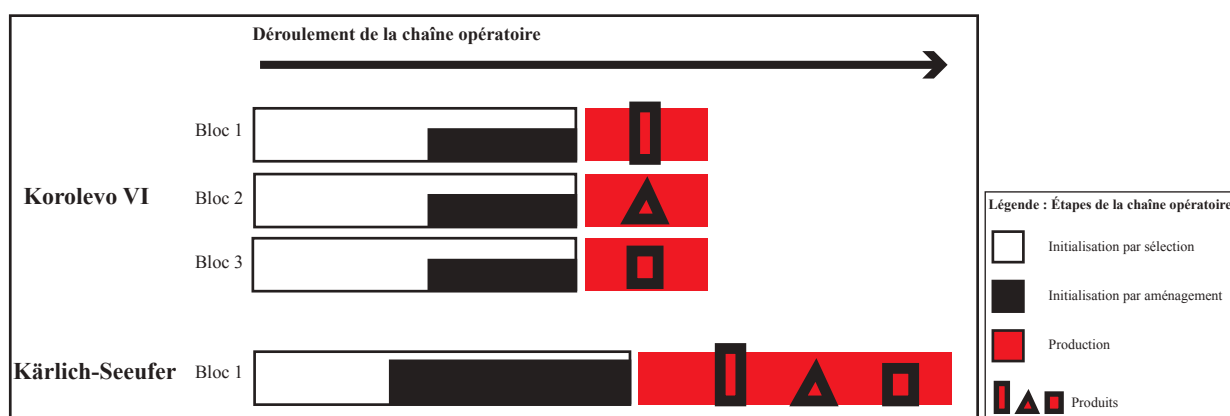 Déroulement de la chaîne opératoire
Bloc 1
Korolevo VI
Bloc 2
Bloc 3
Kärlich-Seeufer
Bloc 1
Légende : Étapes de la chaîne opératoire
Initialisation par sélection
Initialisation par aménagement
Production
Produits